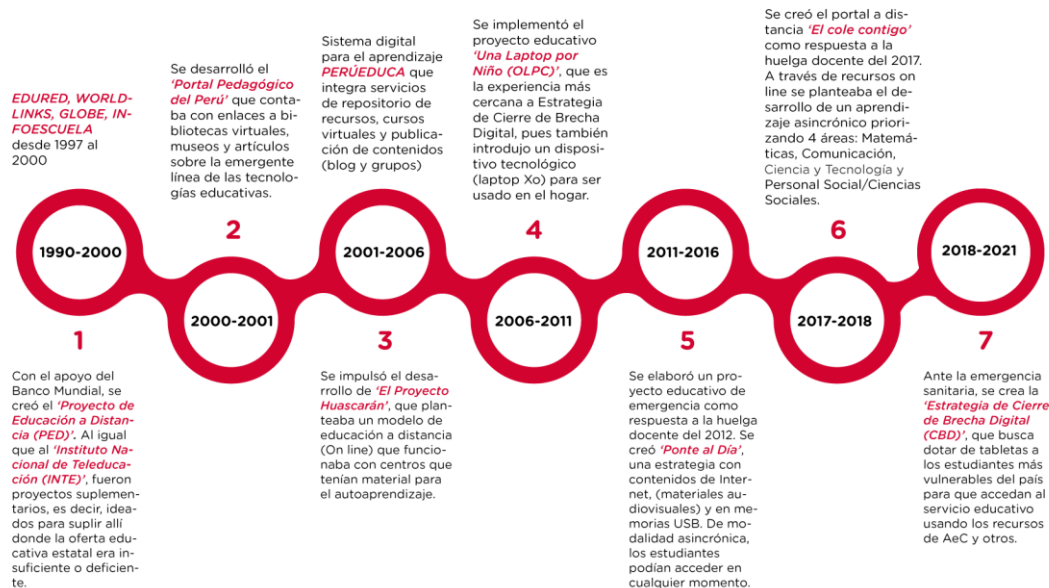 EDURED, WORLD-
LINKS, GLOBE, IN-
FOESCUELA
desde 1997 al
2000
1990-2000
1
Con el apoyo del
Banco Mundial, se
creó el ‘Proyecto de
Educación a Distan-
cia (PED)’. Al igual
que al ‘Instituto Na-
cional de Teleduca-
ción (INTE)’, fueron
proyectos suplemen-
tarios, es decir, idea-
dos para suplir allí
donde la oferta edu-
cativa estatal era in-
suficiente o deficien-
te.
Se desarrolló el
‘Portal Pedagógico
del Perú’ que conta-
ba con enlaces a bi-
bliotecas virtuales,
museos y artículos
sobre la emergente
línea de las tecnolo-
gías educativas.
2
2000-2001
Sistema digital
para el aprendizaje
PERÚEDUCA que
integra servicios
de repositorio de
recursos, cursos
virtuales y publica-
ción de contenidos
(blog y grupos)
2001-2006
3
Se impulsó el desa-
rrollo de ‘El Proyecto
Huascarán’, que plan-
teaba un modelo de
educación a distancia
(On line) que funcio-
naba con centros que
tenían material para
el autoaprendizaje.
Se implementó el
proyecto educativo
‘Una Laptop por
Niño (OLPC)’, que es
la experiencia más
cercana a Estrategia
de Cierre de Brecha
Digital, pues también
introdujo un disposi-
tivo tecnológico
(laptop Xo) para ser
usado en el hogar.
4
2006-2011
2011-2016
5
Se elaboró un pro-
yecto educativo de
emergencia como
respuesta a la huelga
docente del 2012. Se
creó ‘Ponte al Día’,
una estrategia con
contenidos de Inter-
net, (materiales au-
diovisuales) y en me-
morias USB. De mo-
dalidad asincrónica,
los estudiantes
podían acceder en
cualquier momento.
Se creó el portal a dis-
tancia ‘El cole contigo’
como respuesta a la
huelga docente del 2017.
A través de recursos on
line se planteaba el de-
sarrollo de un aprendi-
zaje asincrónico priori-
zando 4 áreas: Matemá-
ticas, Comunicación,
Ciencia y Tecnología y
Personal Social/Ciencias
Sociales.
6
2017-2018
2018-2021
7
Ante la emergencia
sanitaria, se crea la
‘Estrategia de Cierre
de Brecha Digital
(CBD)’, que busca
dotar de tabletas a
los estudiantes más
vulnerables del país
para que accedan al
servicio educativo
usando los recursos
de AeC y otros.